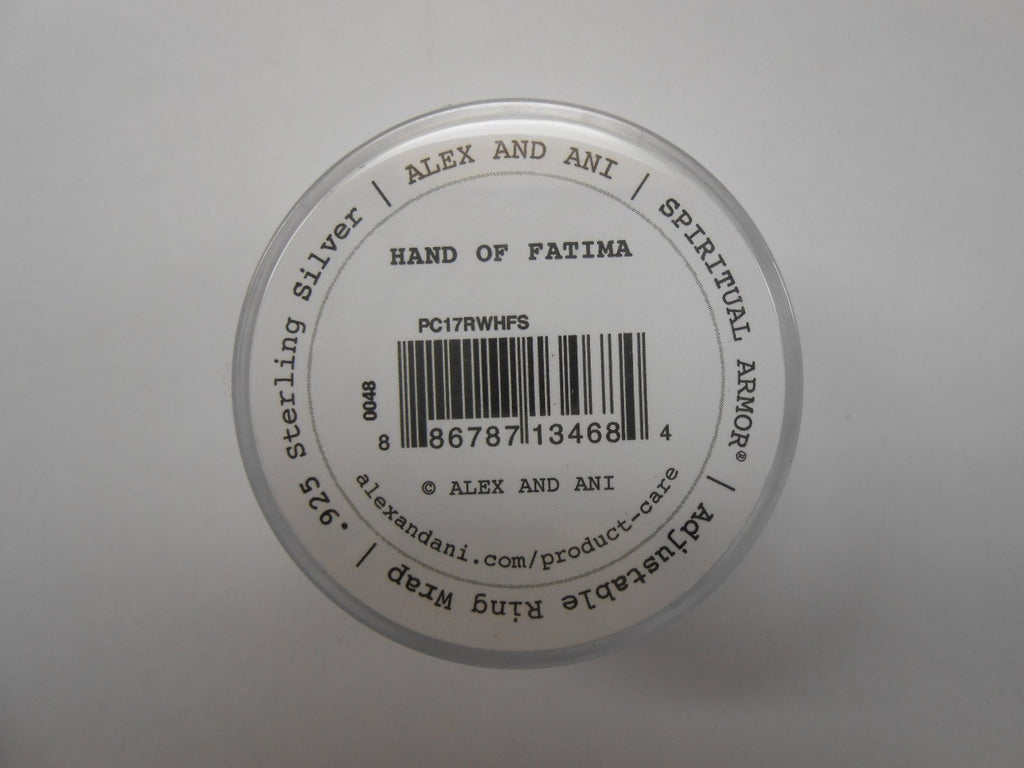 ALEX AND ANI | SPIRITUAL ARMOR® | Adjustable Ring Wrap | .925 Sterling Silver |
HAND OF FATIMA
PC17RWHFS
0048
8 86787 13468 4
© ALEX AND ANI
alexandani.com/product-care